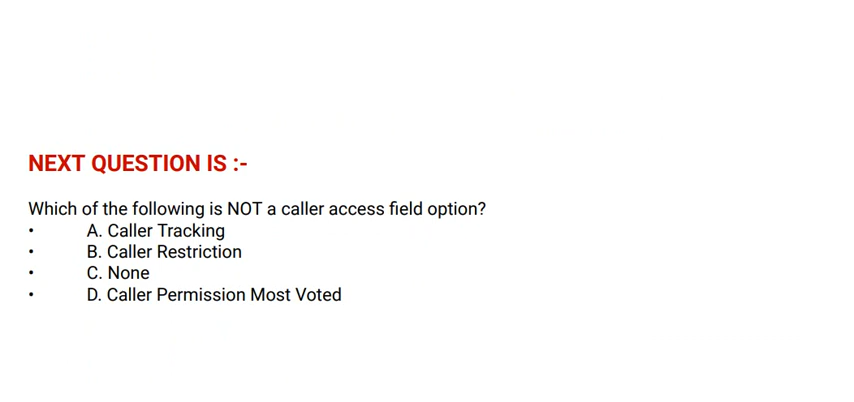 NEXT QUESTION IS :-
Which of the following is NOT a caller access field option?
• A. Caller Tracking
• B. Caller Restriction
• C. None
• D. Caller Permission Most Voted